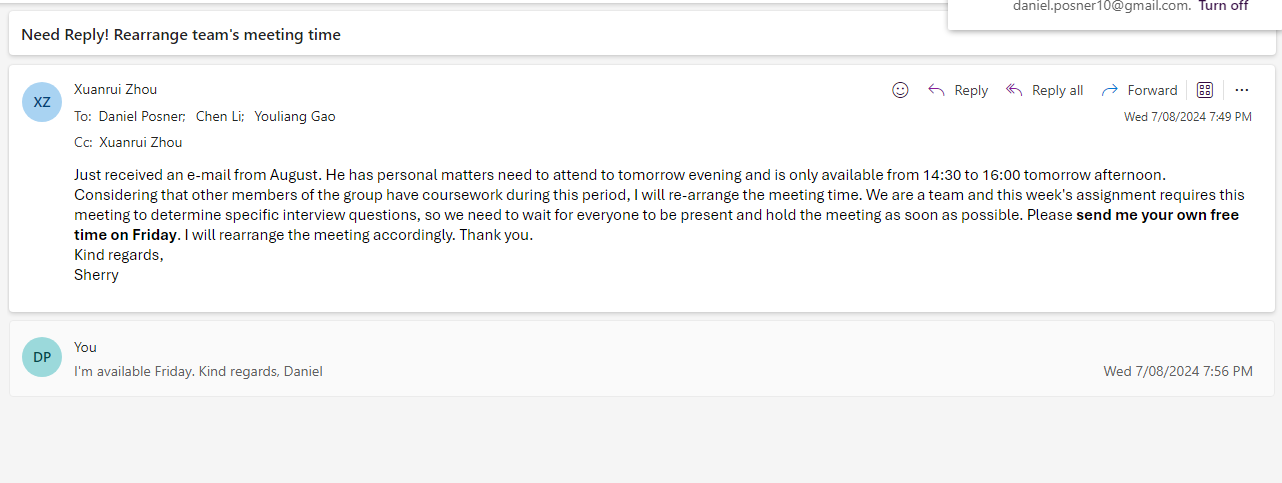 daniel.posner10@gmail.com. Turn off
Need Reply! Rearrange team's meeting time
XZ
Xuanrui Zhou
Reply
Reply all
Forward
To: Daniel Posner; Chen Li; Youliang Gao
Wed 7/08/2024 7:49 PM
Cc: Xuanrui Zhou
Just received an e-mail from August. He has personal matters need to attend to tomorrow evening and is only available from 14:30 to 16:00 tomorrow afternoon.
Considering that other members of the group have coursework during this period, I will re-arrange the meeting time. We are a team and this week's assignment requires this
meeting to determine specific interview questions, so we need to wait for everyone to be present and hold the meeting as soon as possible. Please send me your own free
time on Friday. I will rearrange the meeting accordingly. Thank you.
Kind regards,
Sherry
DP
You
I'm available Friday. Kind regards, Daniel
Wed 7/08/2024 7:56 PM